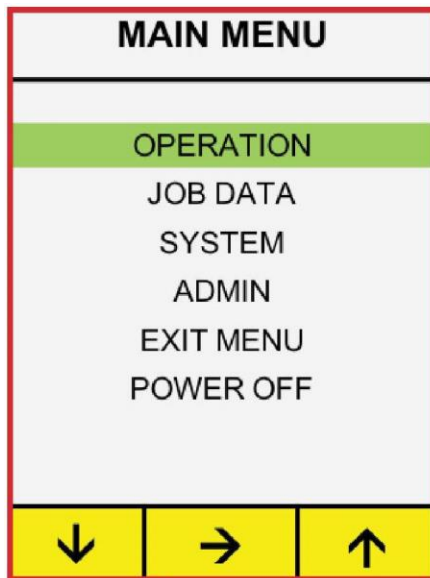 MAIN MENU
OPERATION
JOB DATA
SYSTEM
ADMIN
EXIT MENU
POWER OFF
↓ → ↑